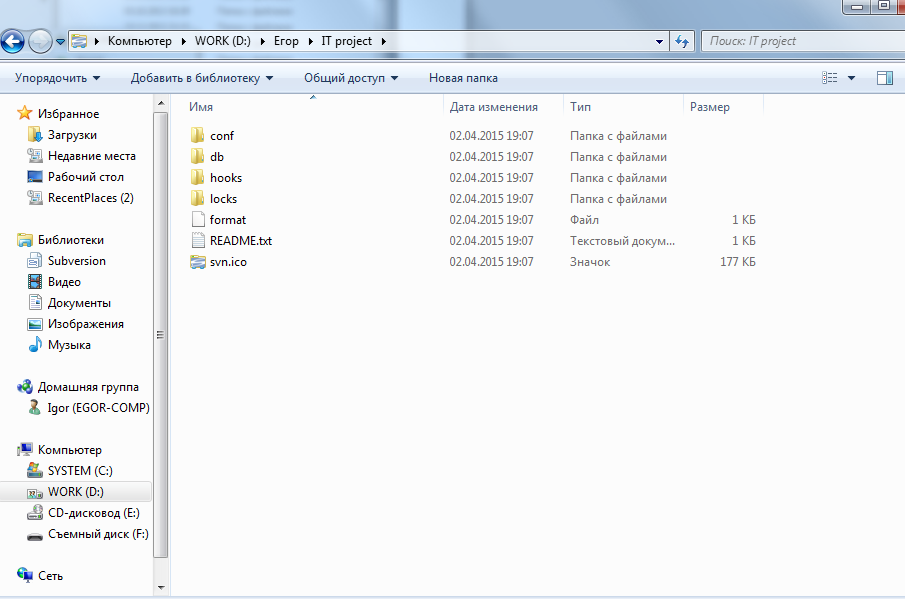 Компьютер WORK (D:) Егор IT project Поиск: IT project
Упорядочить Добавить в библиотеку Общий доступ Новая папка
Имя Дата изменения Тип Размер
conf 02.04.2015 19:07 Папка с файлами
db 02.04.2015 19:07 Папка с файлами
hooks 02.04.2015 19:07 Папка с файлами
locks 02.04.2015 19:07 Папка с файлами
format 02.04.2015 19:07 Файл 1 КБ
README.txt 02.04.2015 19:07 Текстовый докум... 1 КБ
svn.ico 02.04.2015 19:07 Значок 177 КБ
Избранное
Загрузки
Недавние места
Рабочий стол
RecentPlaces (2)
Библиотеки
Subversion
Видео
Документы
Изображения
Музыка
Домашняя группа
Igor (EGOR-COMP)
Компьютер
SYSTEM (C:)
WORK (D:)
CD-дисковод (E:)
Съемный диск (F:)
Сеть